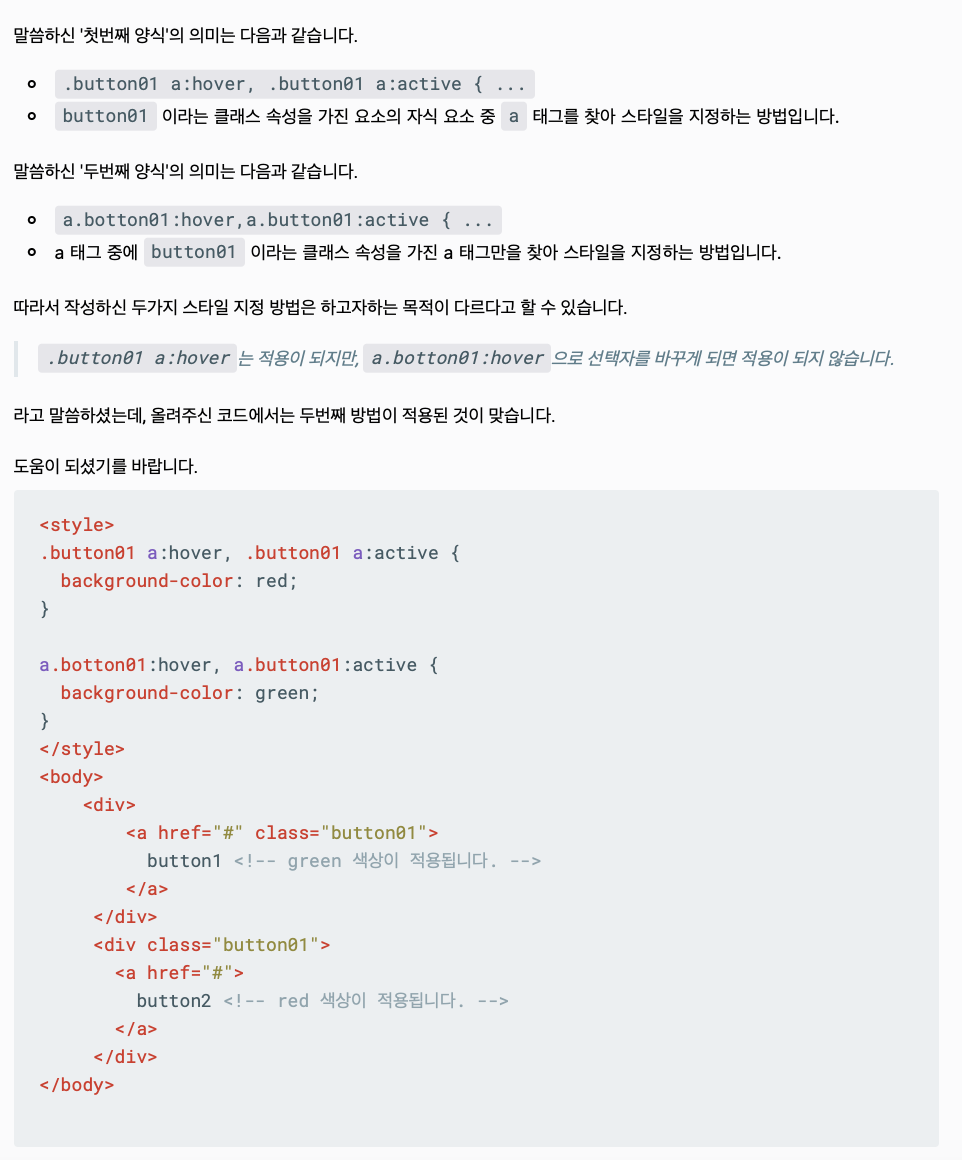 말씀하신 '첫번째 양식'의 의미는 다음과 같습니다.
.button01 a:hover, .button01 a:active { ...
button01 이라는 클래스 속성을 가진 요소의 자식 요소 중 a 태그를 찾아 스타일을 지정하는 방법입니다.
말씀하신 '두번째 양식'의 의미는 다음과 같습니다.
a.botton01:hover,a.button01:active { ...
a 태그 중에 button01 이라는 클래스 속성을 가진 a 태그만을 찾아 스타일을 지정하는 방법입니다.
따라서 작성하신 두가지 스타일 지정 방법은 하고자하는 목적이 다르다고 할 수 있습니다.
.button01 a:hover 는 적용이 되지만, a.botton01:hover 으로 선택자를 바꾸게 되면 적용이 되지 않습니다.
라고 말씀하셨는데, 올려주신 코드에서는 두번째 방법이 적용된 것이 맞습니다.
도움이 되셨기를 바랍니다.
<style>
.button01 a:hover, .button01 a:active {
background-color: red;
}
a.botton01:hover, a.button01:active {
background-color: green;
}
</style>
<body>
<div>
<a href="#" class="button01">
button1 <!-- green 색상이 적용됩니다. -->
</a>
</div>
<div class="button01">
<a href="#">
button2 <!-- red 색상이 적용됩니다. -->
</a>
</div>
</body>